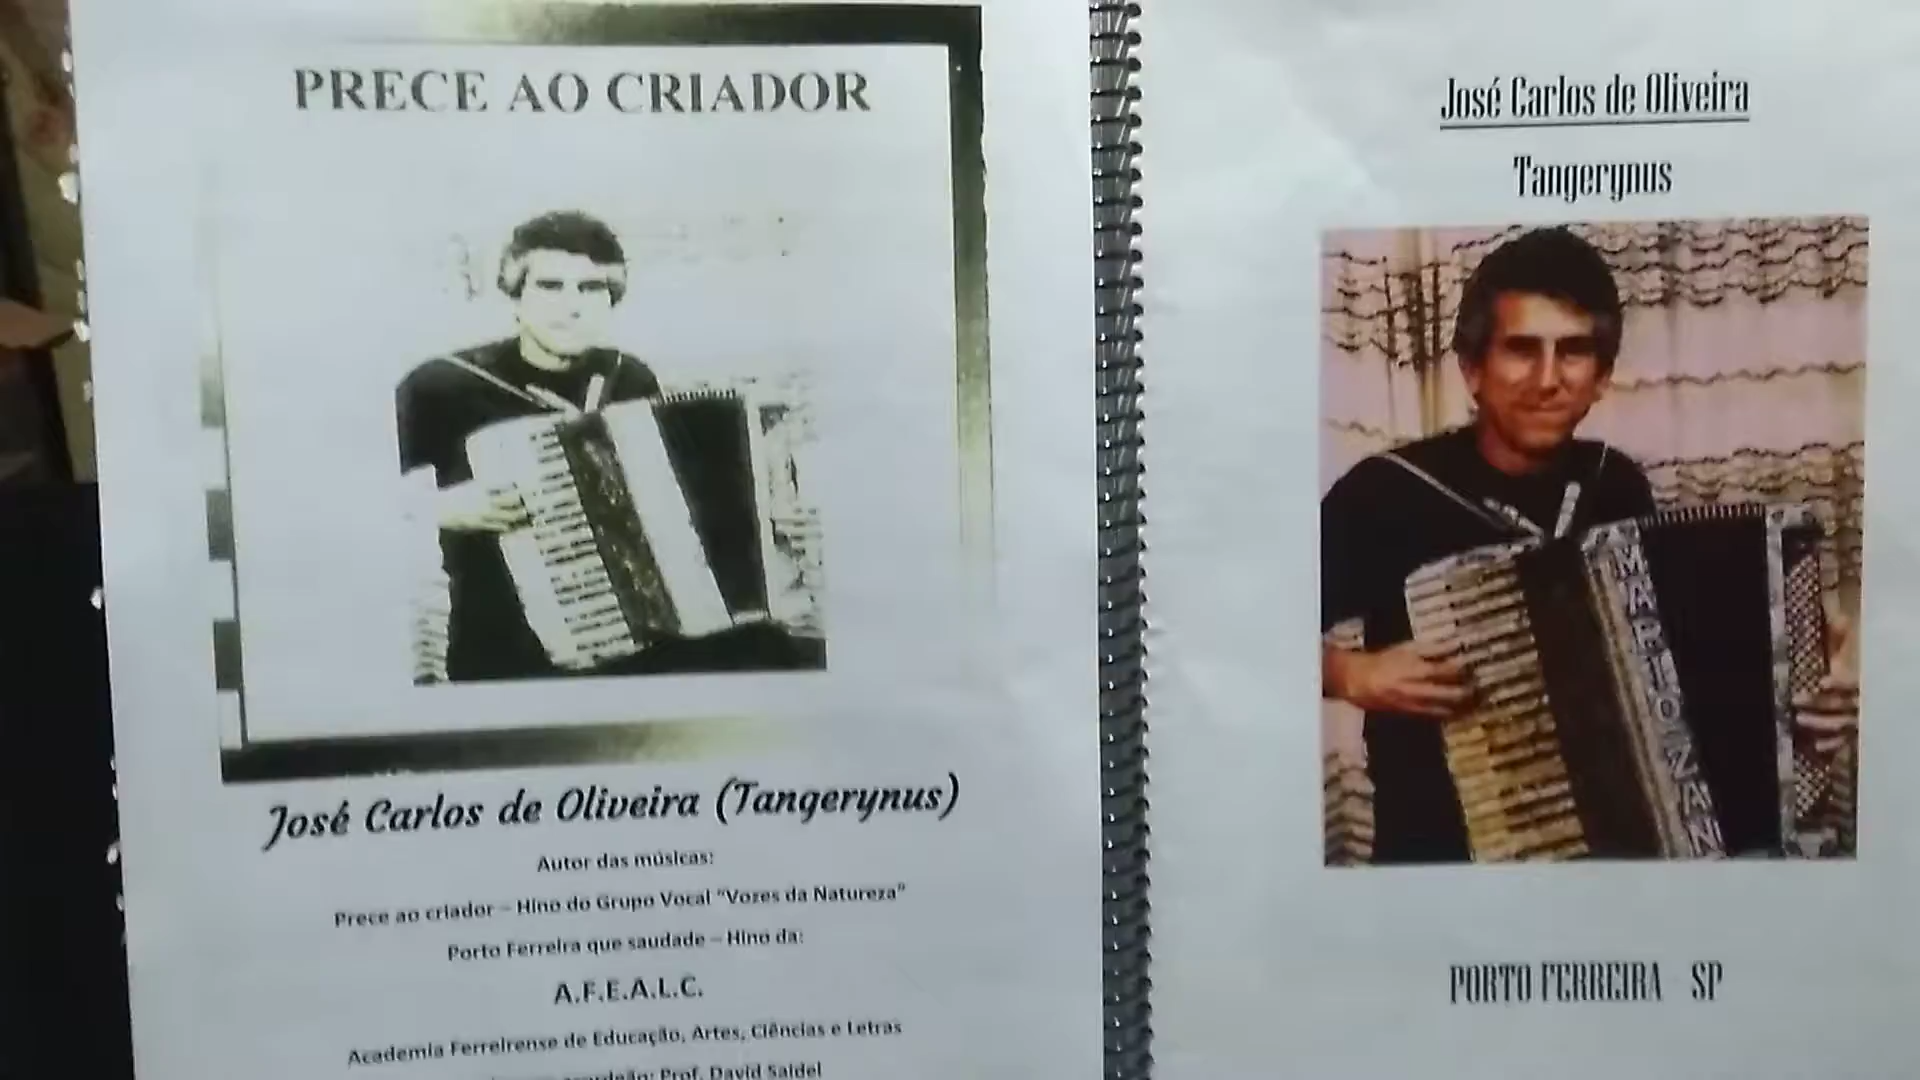 PRECE AO CRIADOR
José Carlos de Oliveira (Tangerynus)
Autor das músicas:
Prece ao criador – Hino do Grupo Vocal "Vozes da Natureza"
Porto Ferreira que saudade – Hino da:
A.F.E.A.L.C.
Academia Ferreirense de Educação, Artes, Ciências e Letras
Prof. David Saidel
José Carlos de Oliveira
Tangerynus
PORTO FERREIRA SP